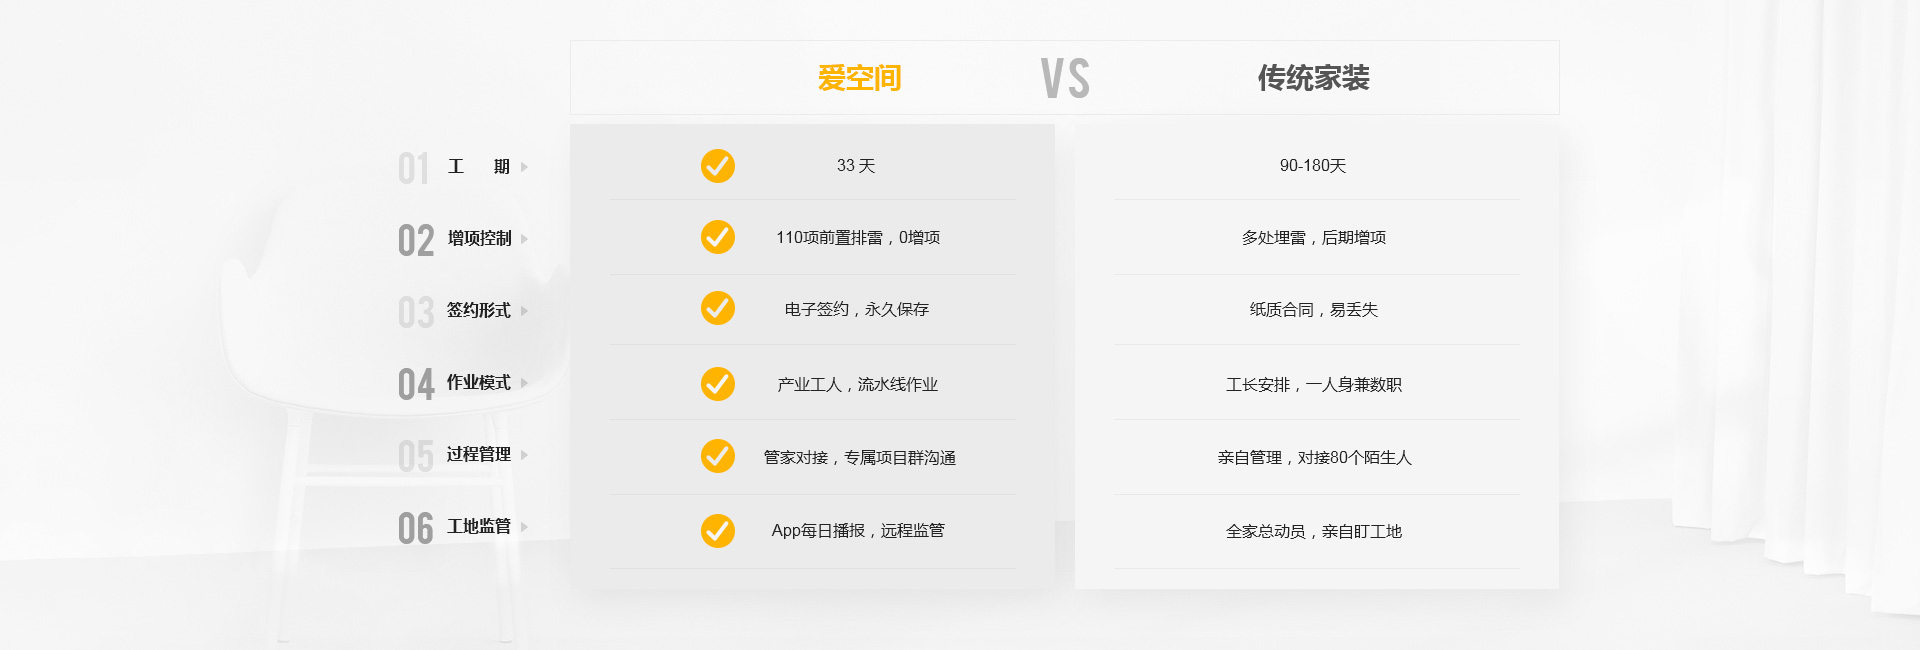 爱空间 VS 传统家装
01 工 期 33 天 90-180天
02 增项控制 110项前置排雷，0增项 多处埋雷，后期增项
03 签约形式 电子签约，永久保存 纸质合同，易丢失
04 作业模式 产业工人，流水线作业 工长安排，一人身兼数职
05 过程管理 管家对接，专属项目群沟通 亲自管理，对接80个陌生人
06 工地监管 App每日播报，远程监管 全家总动员，亲自盯工地